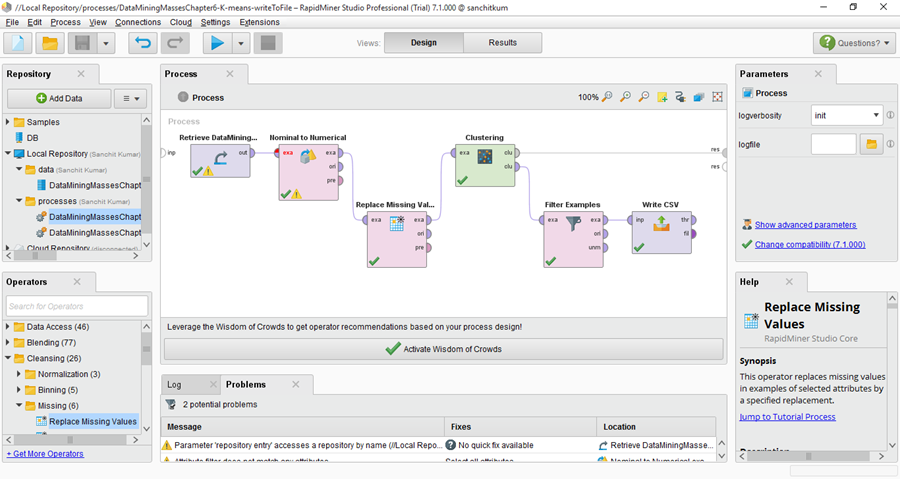 //Local Repository/processes/DataMiningMassesChapter6-K-means-writeToFile – RapidMiner Studio Professional (Trial) 7.1.000 @ sanchitkum
File Edit Process View Connections Cloud Settings Extensions
Views: Design Results
Questions?
Repository
Add Data
Samples
DB
Local Repository (Sanchit Kumar)
data (Sanchit Kumar)
DataMiningMassesChapt
processes (Sanchit Kumar)
DataMiningMassesChapt
DataMiningMassesChapt
Cloud Repository (disconnected)
Operators
Search for Operators
Data Access (46)
Blending (77)
Cleansing (26)
Normalization (3)
Binning (5)
Missing (6)
Replace Missing Values
+ Get More Operators
Process
Process
100%
Process
inp
Retrieve DataMining...
out
Nominal to Numerical
exa exa
ori
pre
Replace Missing Val...
exa exa
ori
pre
Clustering
exa clu
clu
Filter Examples
exa exa
ori
unm
Write CSV
inp thr
fil
res
res
Leverage the Wisdom of Crowds to get operator recommendations based on your process design!
Activate Wisdom of Crowds
Log Problems
2 potential problems
Message Fixes Location
Parameter 'repository entry' accesses a repository by name (//Local Repo... No quick fix available Retrieve DataMiningMasse...
Attribute filter does not match any attributes. Select all attributes. Nominal to Numerical.exa...
Parameters
Process
logverbosity init
logfile
Show advanced parameters
Change compatibility (7.1.000)
Help
Replace Missing
Values
RapidMiner Studio Core
Synopsis
This operator replaces missing values
in examples of selected attributes by
a specified replacement.
Jump to Tutorial Process
Description